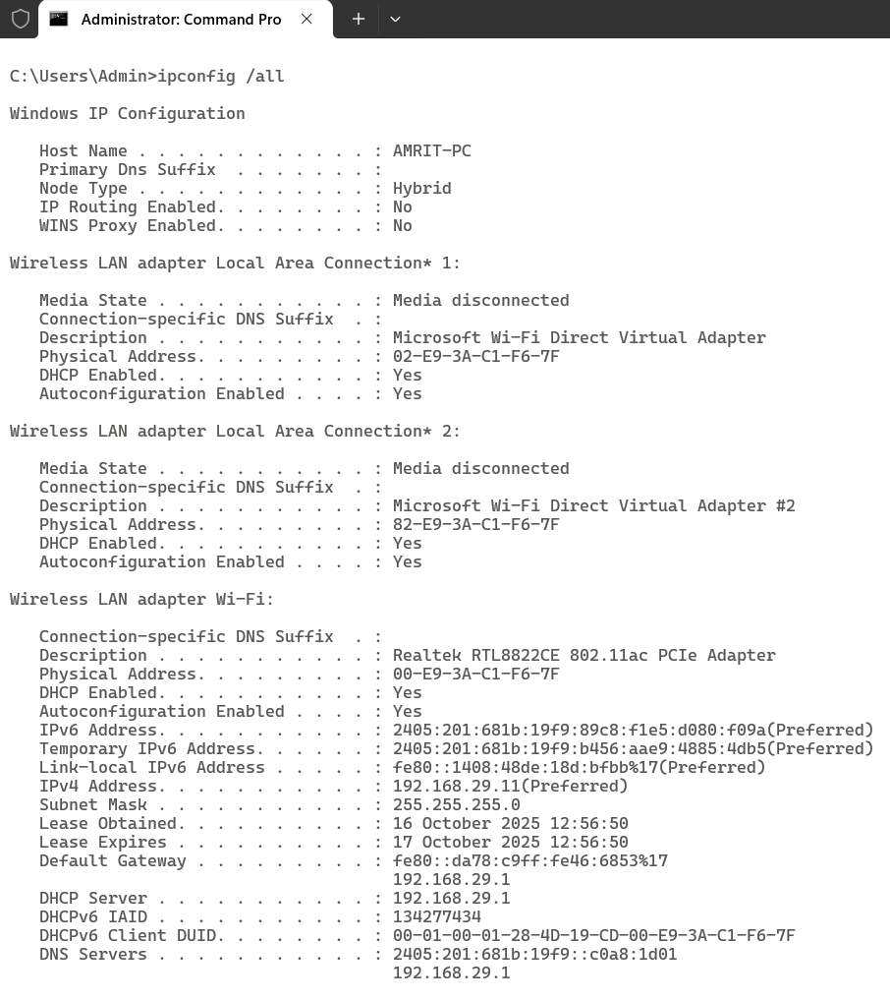 Administrator: Command Pro
C:\Users\Admin>ipconfig /all
Windows IP Configuration
Host Name . . . . . . . . . . . . : AMRIT-PC
Primary Dns Suffix  . . . . . . . :
Node Type . . . . . . . . . . . . : Hybrid
IP Routing Enabled. . . . . . . . : No
WINS Proxy Enabled. . . . . . . . : No
Wireless LAN adapter Local Area Connection* 1:
Media State . . . . . . . . . . . : Media disconnected
Connection-specific DNS Suffix  . :
Description . . . . . . . . . . . : Microsoft Wi-Fi Direct Virtual Adapter
Physical Address. . . . . . . . . : 02-E9-3A-C1-F6-7F
DHCP Enabled. . . . . . . . . . . : Yes
Autoconfiguration Enabled . . . . : Yes
Wireless LAN adapter Local Area Connection* 2:
Media State . . . . . . . . . . . : Media disconnected
Connection-specific DNS Suffix  . :
Description . . . . . . . . . . . : Microsoft Wi-Fi Direct Virtual Adapter #2
Physical Address. . . . . . . . . : 82-E9-3A-C1-F6-7F
DHCP Enabled. . . . . . . . . . . : Yes
Autoconfiguration Enabled . . . . : Yes
Wireless LAN adapter Wi-Fi:
Connection-specific DNS Suffix  . :
Description . . . . . . . . . . . : Realtek RTL8822CE 802.11ac PCIe Adapter
Physical Address. . . . . . . . . : 00-E9-3A-C1-F6-7F
DHCP Enabled. . . . . . . . . . . : Yes
Autoconfiguration Enabled . . . . : Yes
IPv6 Address. . . . . . . . . . . : 2405:201:681b:19f9:89c8:f1e5:d080:f09a(Preferred)
Temporary IPv6 Address. . . . . . : 2405:201:681b:19f9:b456:aae9:4885:4db5(Preferred)
Link-local IPv6 Address . . . . . : fe80::1408:48de:18d:bfbb%17(Preferred)
IPv4 Address. . . . . . . . . . . : 192.168.29.11(Preferred)
Subnet Mask . . . . . . . . . . . : 255.255.255.0
Lease Obtained. . . . . . . . . . : 16 October 2025 12:56:50
Lease Expires . . . . . . . . . . : 17 October 2025 12:56:50
Default Gateway . . . . . . . . . : fe80::da78:c9ff:fe46:6853%17
192.168.29.1
DHCP Server . . . . . . . . . . . : 192.168.29.1
DHCPv6 IAID . . . . . . . . . . . : 134277434
DHCPv6 Client DUID. . . . . . . . : 00-01-00-01-28-4D-19-CD-00-E9-3A-C1-F6-7F
DNS Servers . . . . . . . . . . . : 2405:201:681b:19f9::c0a8:1d01
192.168.29.1